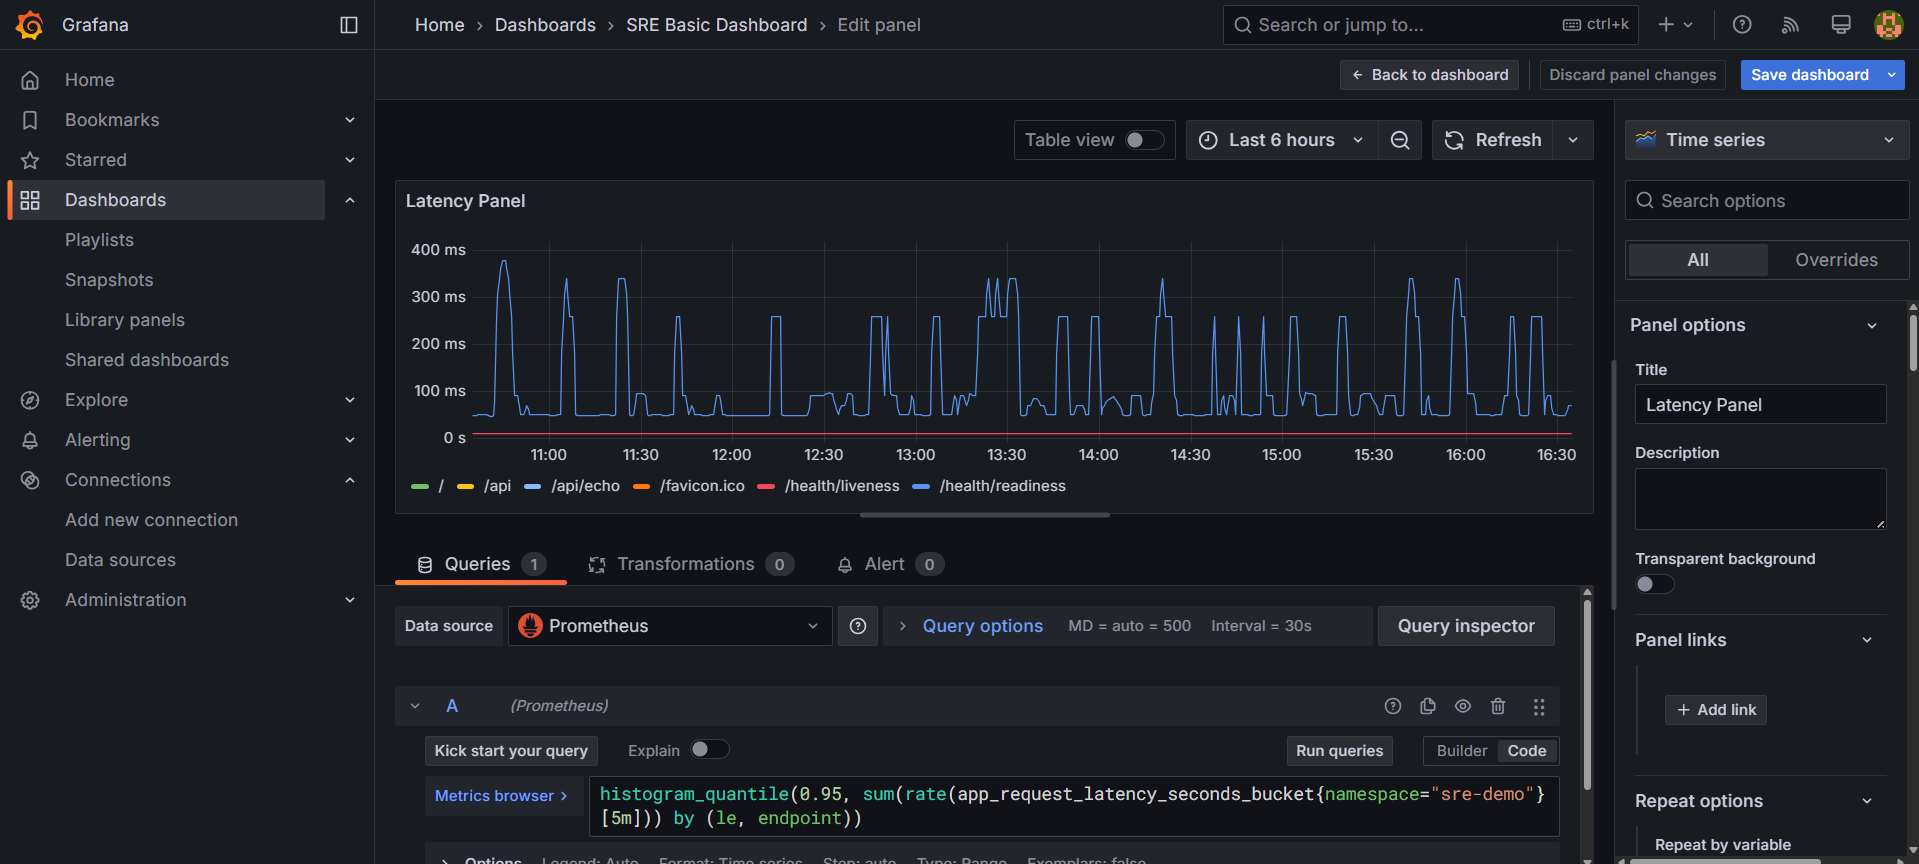 Grafana
Home › Dashboards › SRE Basic Dashboard › Edit panel
Search or jump to...
ctrl+k
Back to dashboard
Discard panel changes
Save dashboard
Home
Bookmarks
Starred
Dashboards
Playlists
Snapshots
Library panels
Shared dashboards
Explore
Alerting
Connections
Add new connection
Data sources
Administration
Table view
Last 6 hours
Refresh
Latency Panel
400 ms
300 ms
200 ms
100 ms
0 s
11:00 11:30 12:00 12:30 13:00 13:30 14:00 14:30 15:00 15:30 16:00 16:30
/ /api /api/echo /favicon.ico /health/liveness /health/readiness
Queries 1
Transformations 0
Alert 0
Data source
Prometheus
Query options
MD = auto = 500
Interval = 30s
Query inspector
A
(Prometheus)
Kick start your query
Explain
Run queries
Builder
Code
Metrics browser
histogram_quantile(0.95, sum(rate(app_request_latency_seconds_bucket{namespace="sre-demo"}
[5m])) by (le, endpoint))
Options Legend: Auto Format: Time series Step: auto Type: Range Exemplars: false
Time series
Search options
All
Overrides
Panel options
Title
Latency Panel
Description
Transparent background
Panel links
Add link
Repeat options
Repeat by variable